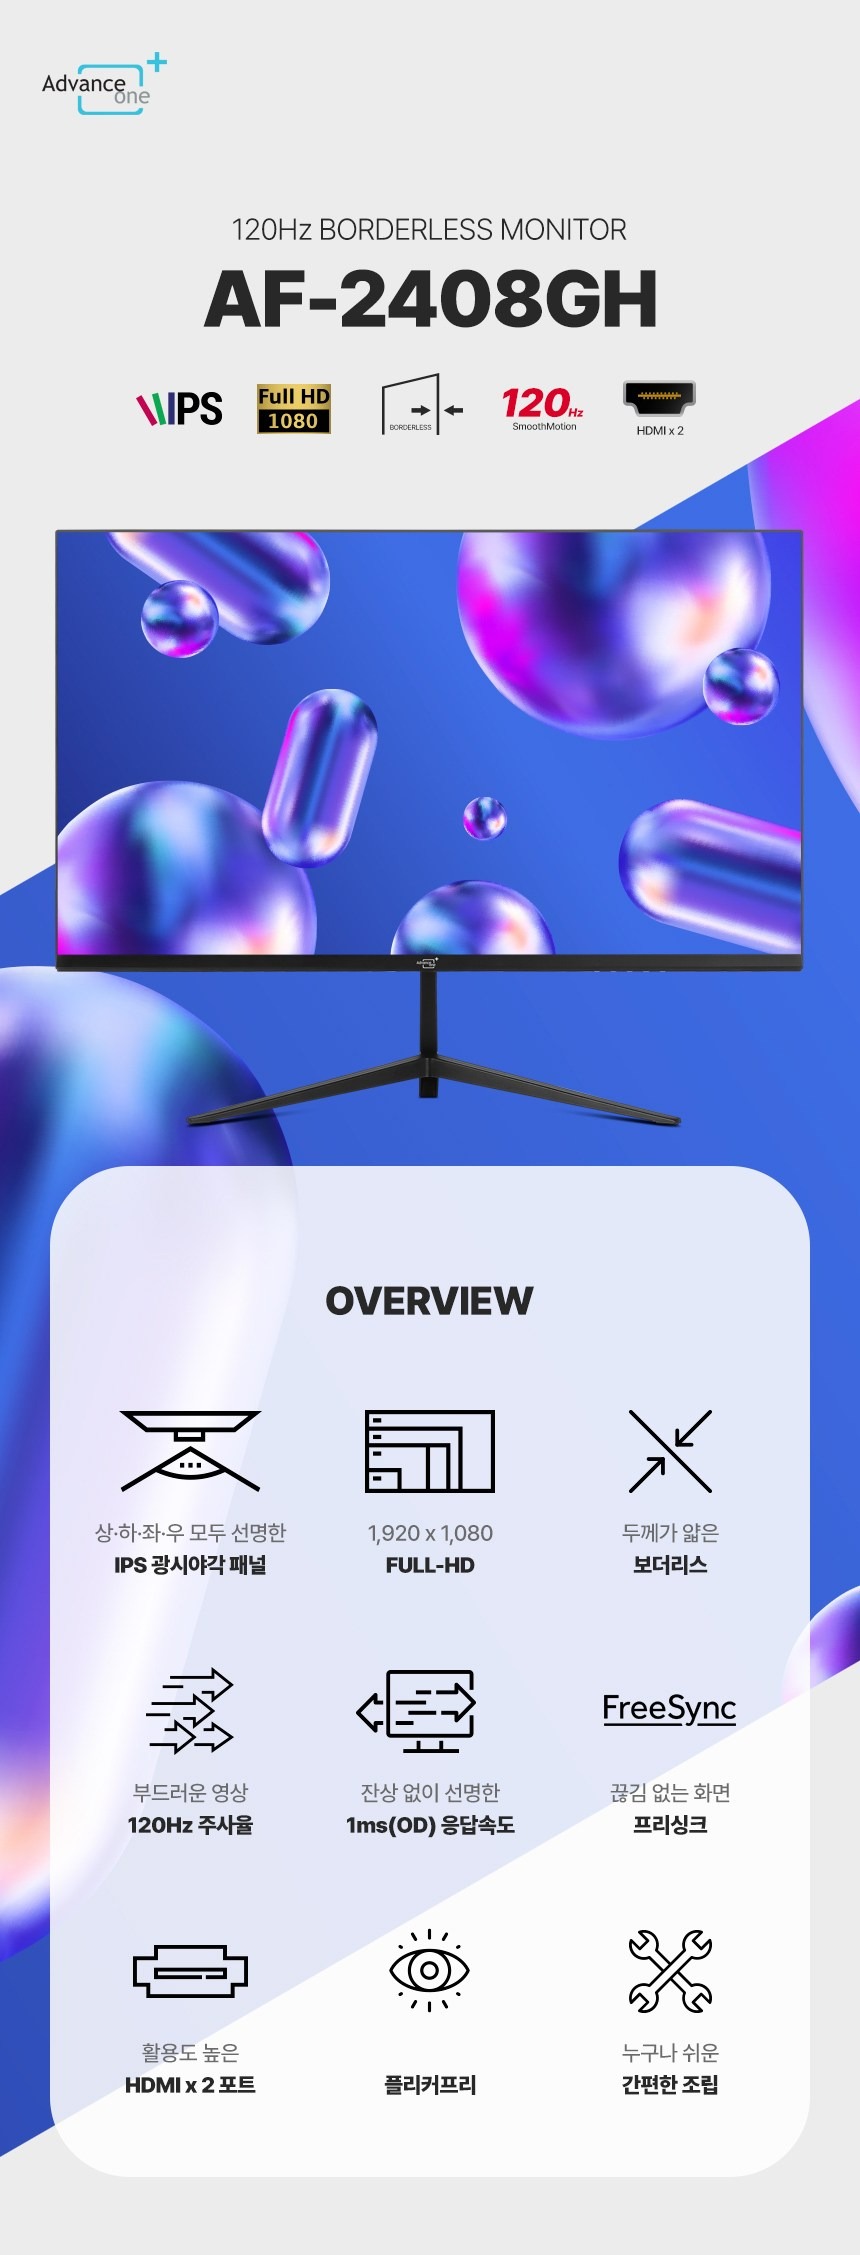 Advance
one
120Hz BORDERLESS MONITOR
AF-2408GH
IPS
Full HD
1080
BORDERLESS
120Hz
SmoothMotion
HDMI x 2
OVERVIEW
상·하·좌·우 모두 선명한
IPS 광시야각 패널
1,920 x 1,080
FULL-HD
두께가 얇은
보더리스
부드러운 영상
120Hz 주사율
잔상 없이 선명한
1ms(OD) 응답속도
FreeSync
끊김 없는 화면
프리싱크
활용도 높은
HDMI x 2 포트
플리커프리
누구나 쉬운
간편한 조립